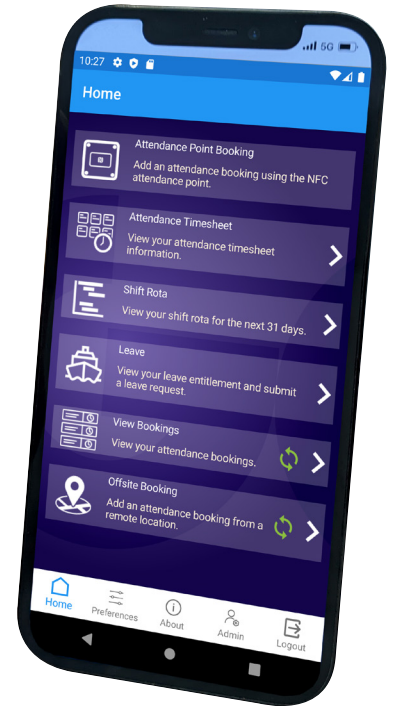 5G
10:27
Home
Attendance Point Booking
Add an attendance booking using the NFC
attendance point.
Attendance Timesheet
View your attendance timesheet
information.
Shift Rota
View your shift rota for the next 31 days.
Leave
View your leave entitlement and submit
a leave request.
View Bookings
View your attendance bookings.
Offsite Booking
Add an attendance booking from a
remote location.
Home
Preferences
About
Admin
Logout